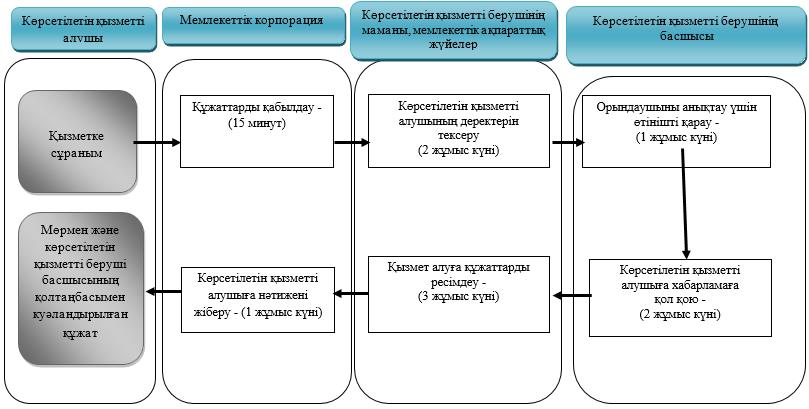 Көрсетілетін қызметті
алушы
Мемлекеттік корпорация
Көрсетілетін қызметті берушінің
маманы, мемлекеттік ақпараттық
жүйелер
Көрсетілетін қызметті берушінің
басшысы
Қызметке
сұраным
Құжаттарды қабылдау -
(15 минут)
Көрсетілетін қызметті
алушының деректерін
тексеру
(2 жұмыс күні)
Орындаушыны анықтау үшін
өтінішті қарау -
(1 жұмыс күні)
Мөрмен және
көрсетілетін
қызметті беруші
басшысының
қолтаңбасымен
куәландырылған
құжат
Көрсетілетін қызметті
алушыға нәтижені
жіберу - (1 жұмыс күні)
Қызмет алуға құжаттарды
ресімдеу -
(3 жұмыс күні)
Көрсетілетін қызметті
алушыға хабарламаға
қол қою -
(2 жұмыс күні)